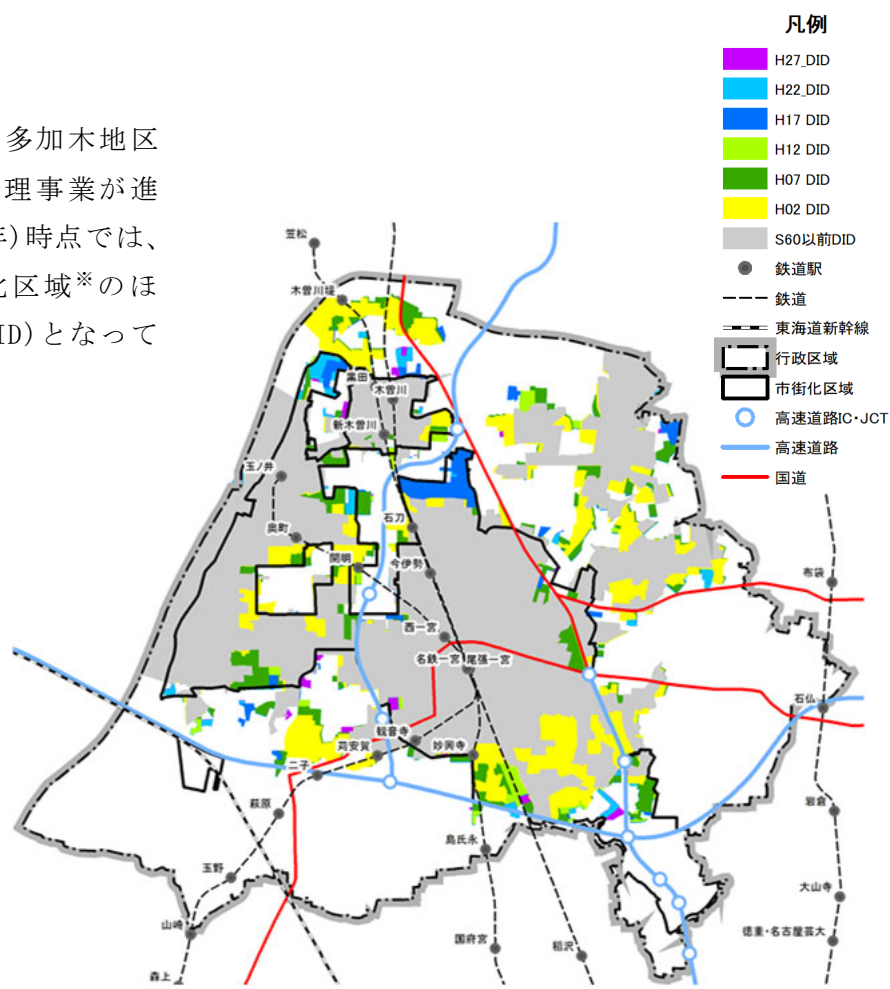 凡例
H27_DID
H22_DID
H17 DID
H12 DID
H07 DID
H02 DID
S60以前DID
鉄道駅
鉄道
東海道新幹線
行政区域
市街化区域
高速道路IC・JCT
高速道路
国道
多加木地区
理事業が進
年)時点では、
化区域※のほ
ID)となって
笠松
木曽川堤
黒田
木曽川
新木曽川
玉ノ井
石刀
奥町
開明
今伊勢
布袋
西一宮
名鉄一宮 尾張一宮
石仏
観音寺
苅安賀
妙興寺
二子
萩原
岩倉
島氏永
玉野
大山寺
山崎
国府宮
稲沢
徳重・名古屋芸大
森上